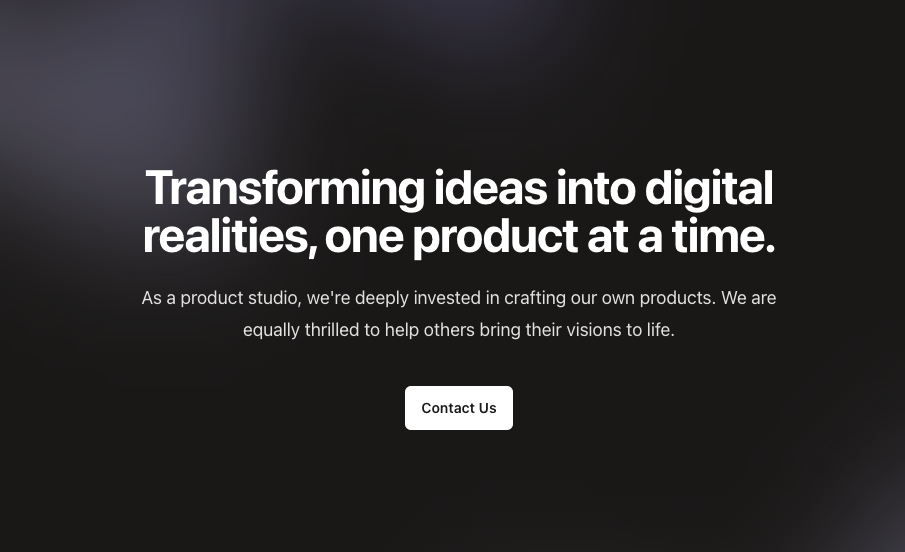 Transforming ideas into digital
realities, one product at a time.
As a product studio, we're deeply invested in crafting our own products. We are
equally thrilled to help others bring their visions to life.
Contact Us